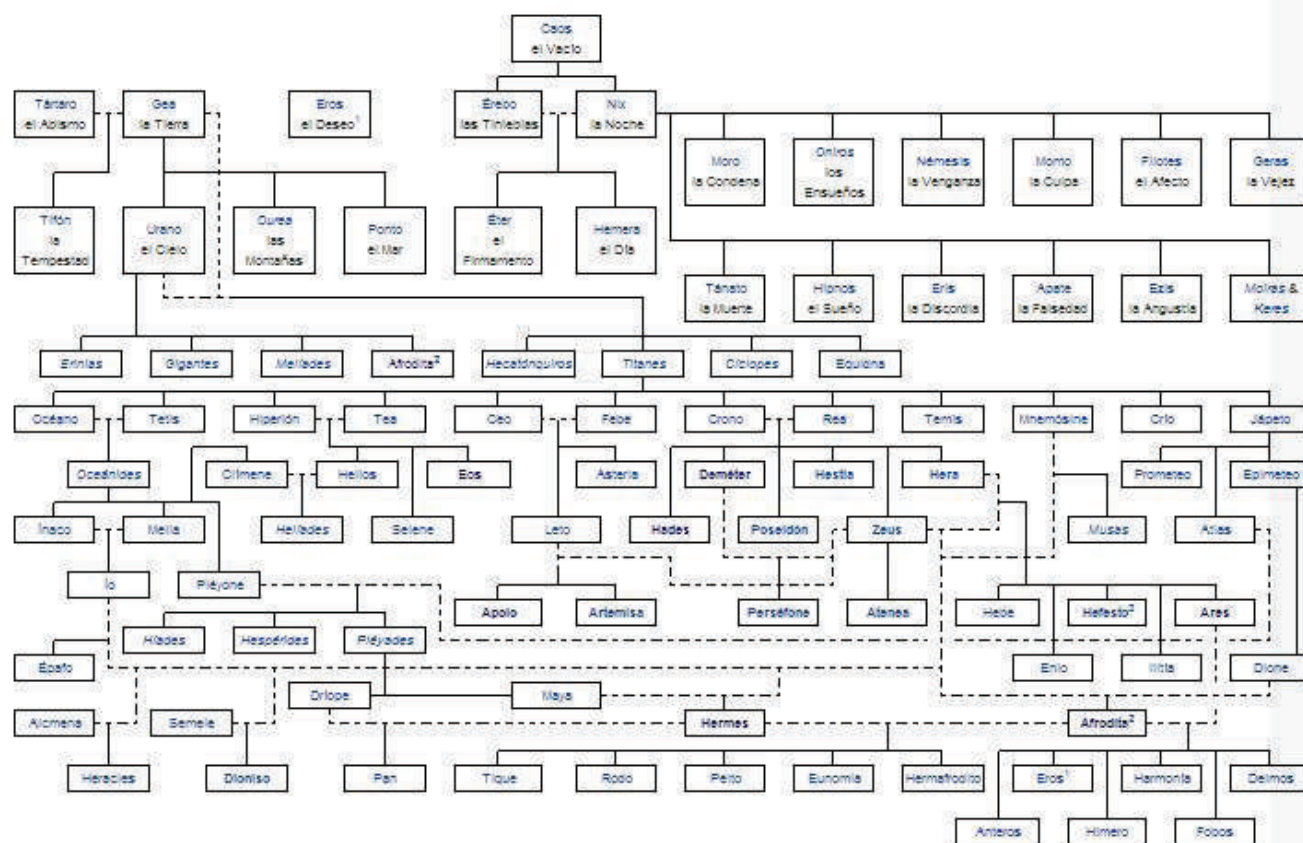 Caos
el Vacío
Tártaro
el Abismo
Gea
la Tierra
Eros
el Deseo¹
Érebo
las Tinieblas
Nix
la Noche
Moro
la Condena
Oniros
los
Ensueños
Némesis
la Venganza
Momo
la Culpa
Filotes
el Afecto
Geras
la Vejez
Tifón
la
Tempestad
Urano
el Cielo
Ourea
las
Montañas
Ponto
el Mar
Éter
el
Firmamento
Hemera
el Día
Tánato
la Muerte
Hipnos
el Sueño
Eris
la Discordia
Apate
la Falsedad
Ezis
la Angustia
Moiras &
Keres
Erinias
Gigantes
Melíades
Afrodita²
Hecatónquiros
Titanes
Cíclopes
Equidna
Océano
Tetis
Hiperión
Tea
Ceo
Febe
Crono
Rea
Temis
Mnemósine
Crío
Jápeto
Oceánides
Clímene
Helios
Eos
Asteria
Deméter
Hestia
Hera
Prometeo
Epimeteo
Ínaco
Melia
Helíades
Selene
Leto
Hades
Poseidón
Zeus
Musas
Atlas
Ío
Pléyone
Apolo
Artemisa
Perséfone
Atenea
Hebe
Hefesto²
Ares
Híades
Hespérides
Pléyades
Épafo
Enio
Ilitía
Dione
Dríope
Maya
Alcmena
Semele
Hermes
Afrodita²
Heracles
Dioniso
Pan
Tique
Rodo
Peito
Eunomia
Hermafrodito
Eros¹
Harmonía
Deimos
Anteros
Hímero
Fobos